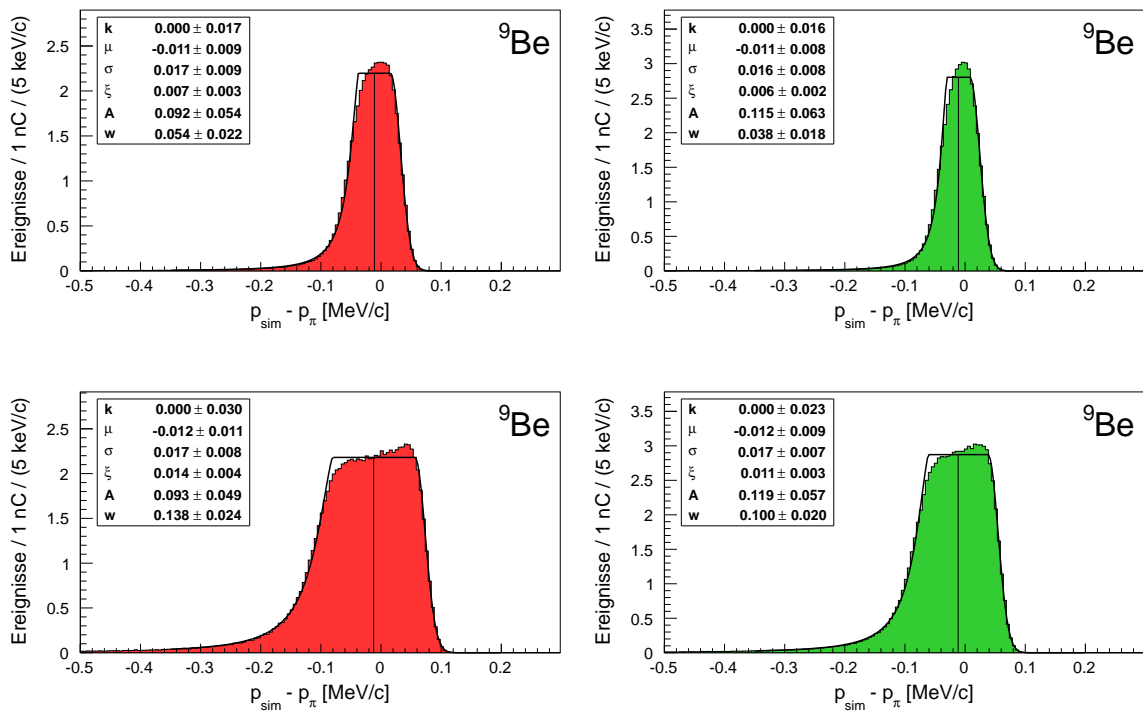 k 0.000 ± 0.017
μ -0.011 ± 0.009
σ 0.017 ± 0.009
ξ 0.007 ± 0.003
A 0.092 ± 0.054
w 0.054 ± 0.022
⁹Be
Ereignisse / 1 nC / (5 keV/c)
2.5
2
1.5
1
0.5
0
-0.5 -0.4 -0.3 -0.2 -0.1 0 0.1 0.2
p_sim - p_π [MeV/c]
k 0.000 ± 0.016
μ -0.011 ± 0.008
σ 0.016 ± 0.008
ξ 0.006 ± 0.002
A 0.115 ± 0.063
w 0.038 ± 0.018
⁹Be
Ereignisse / 1 nC / (5 keV/c)
3.5
3
2.5
2
1.5
1
0.5
0
-0.5 -0.4 -0.3 -0.2 -0.1 0 0.1 0.2
p_sim - p_π [MeV/c]
k 0.000 ± 0.030
μ -0.012 ± 0.011
σ 0.017 ± 0.008
ξ 0.014 ± 0.004
A 0.093 ± 0.049
w 0.138 ± 0.024
⁹Be
Ereignisse / 1 nC / (5 keV/c)
2.5
2
1.5
1
0.5
0
-0.5 -0.4 -0.3 -0.2 -0.1 0 0.1 0.2
p_sim - p_π [MeV/c]
k 0.000 ± 0.023
μ -0.012 ± 0.009
σ 0.017 ± 0.007
ξ 0.011 ± 0.003
A 0.119 ± 0.057
w 0.100 ± 0.020
⁹Be
Ereignisse / 1 nC / (5 keV/c)
3.5
3
2.5
2
1.5
1
0.5
0
-0.5 -0.4 -0.3 -0.2 -0.1 0 0.1 0.2
p_sim - p_π [MeV/c]